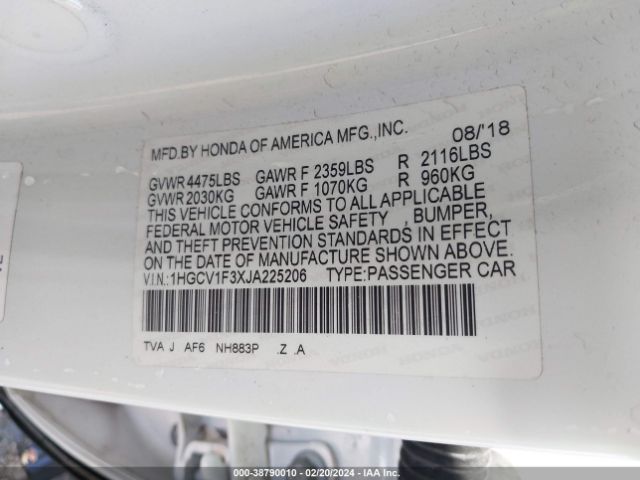 MFD.BY HONDA OF AMERICA MFG.,INC. 08/'18
GVWR 4475LBS GAWR F 2359LBS R 2116LBS
GVWR 2030KG GAWR F 1070KG R 960KG
THIS VEHICLE CONFORMS TO ALL APPLICABLE
FEDERAL MOTOR VEHICLE SAFETY , BUMPER,
AND THEFT PREVENTION STANDARDS IN EFFECT
ON THE DATE OF MANUFACTURE SHOWN ABOVE.
V.I.N.:1HGCV1F3XJA225206 TYPE:PASSENGER CAR
TVA J AF6 NH883P .Z .A
000-38790010 - 02/20/2024 - IAA Inc.